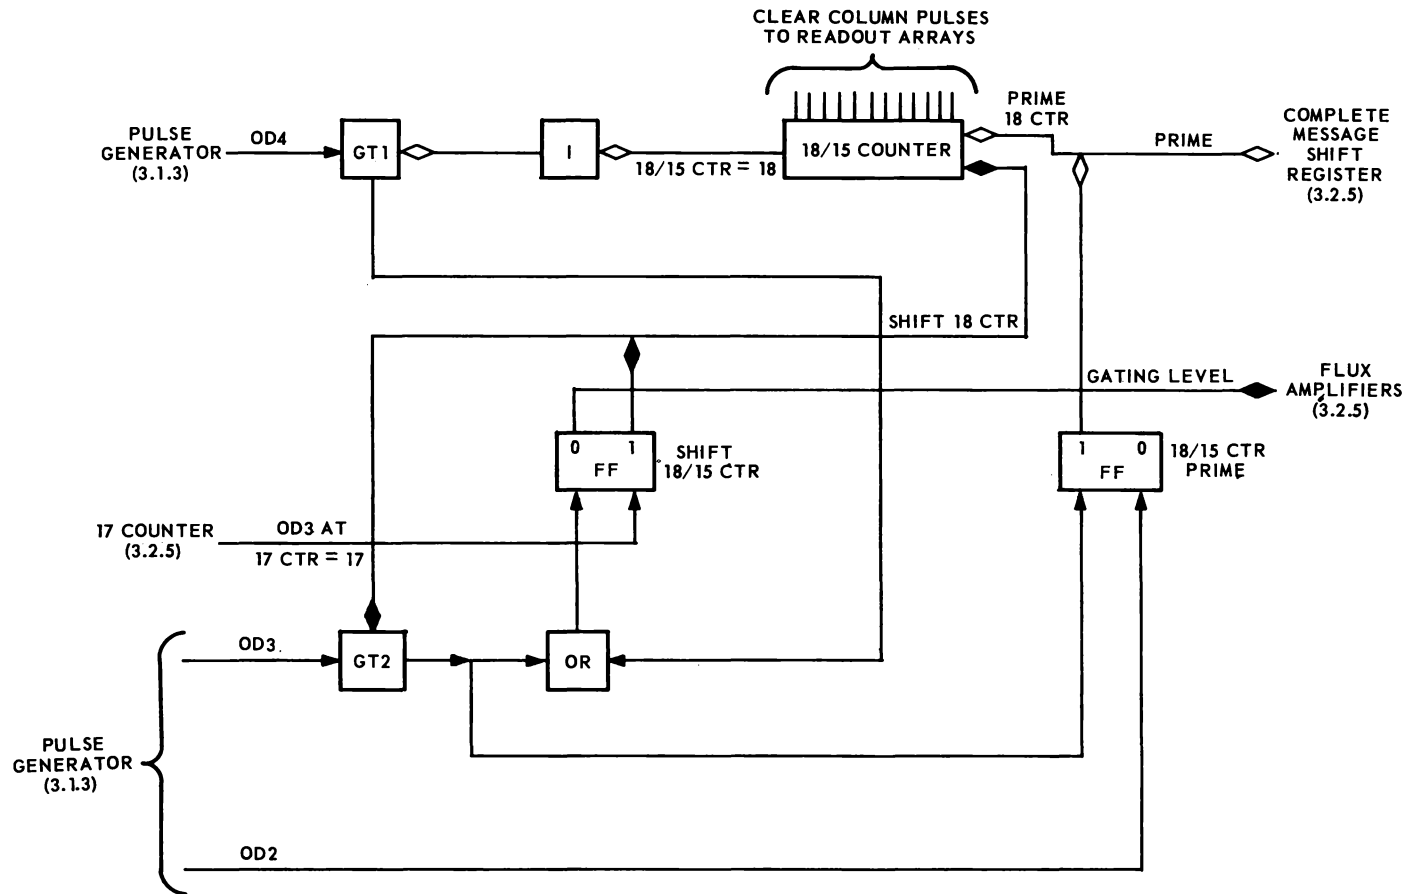 CLEAR COLUMN PULSES
TO READOUT ARRAYS
PRIME
18 CTR
PULSE
GENERATOR
(3.1.3)
OD4
GT1
I
18/15 CTR = 18
18/15 COUNTER
PRIME
COMPLETE
MESSAGE
SHIFT
REGISTER
(3.2.5)
SHIFT 18 CTR
GATING LEVEL
FLUX
AMPLIFIERS
(3.2.5)
0 1
FF
SHIFT
18/15 CTR
1 0
FF
18/15 CTR
PRIME
17 COUNTER
(3.2.5)
OD3 AT
17 CTR = 17
OD3
GT2
OR
PULSE
GENERATOR
(3.1.3)
OD2